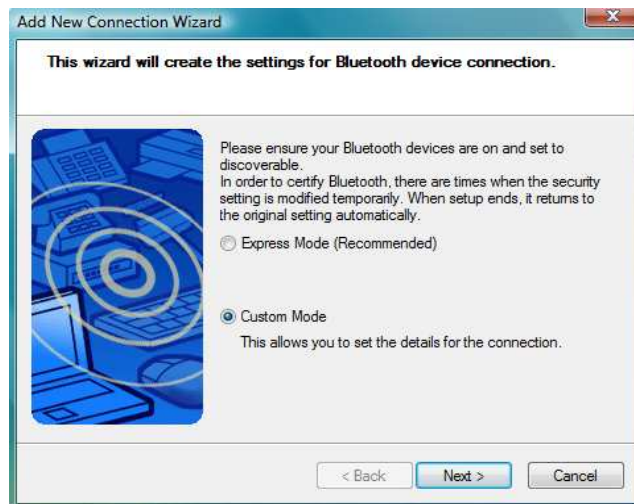 Add New Connection Wizard
This wizard will create the settings for Bluetooth device connection.
Please ensure your Bluetooth devices are on and set to
discoverable.
In order to certify Bluetooth, there are times when the security
setting is modified temporarily. When setup ends, it returns to
the original setting automatically.
Express Mode (Recommended)
Custom Mode
This allows you to set the details for the connection.
< Back
Next >
Cancel